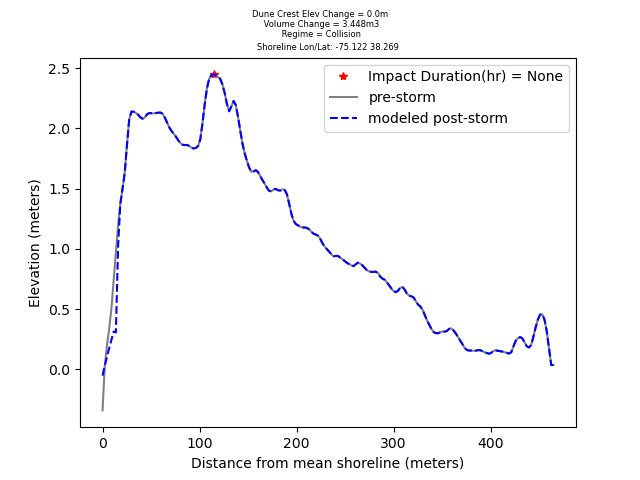 Dune Crest Elev Change = 0.0m
Volume Change = 3.448m3
Regime = Collision
Shoreline Lon/Lat: -75.122 38.269
Impact Duration(hr) = None
pre-storm
modeled post-storm
2.5
2.0
1.5
1.0
0.5
0.0
Elevation (meters)
0 100 200 300 400
Distance from mean shoreline (meters)